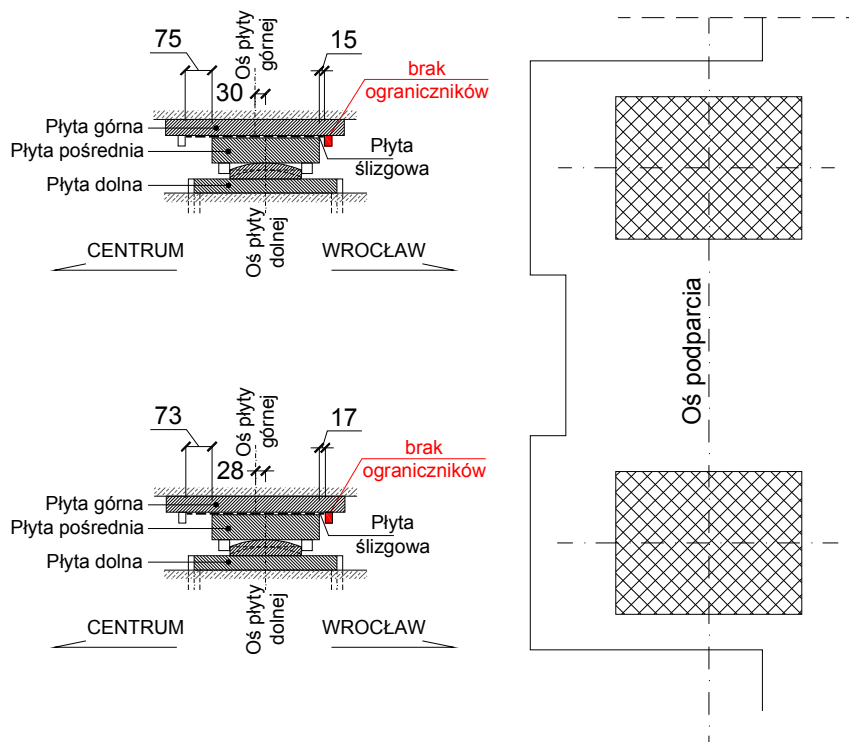 75
Oś płyty
górnej
15
30
brak
ograniczników
Płyta górna
Płyta pośrednia
Płyta
ślizgowa
Płyta dolna
Oś płyty
dolnej
CENTRUM
WROCŁAW
73
Oś płyty
górnej
17
28
brak
ograniczników
Płyta górna
Płyta pośrednia
Płyta
ślizgowa
Płyta dolna
Oś płyty
dolnej
CENTRUM
WROCŁAW
Oś podparcia